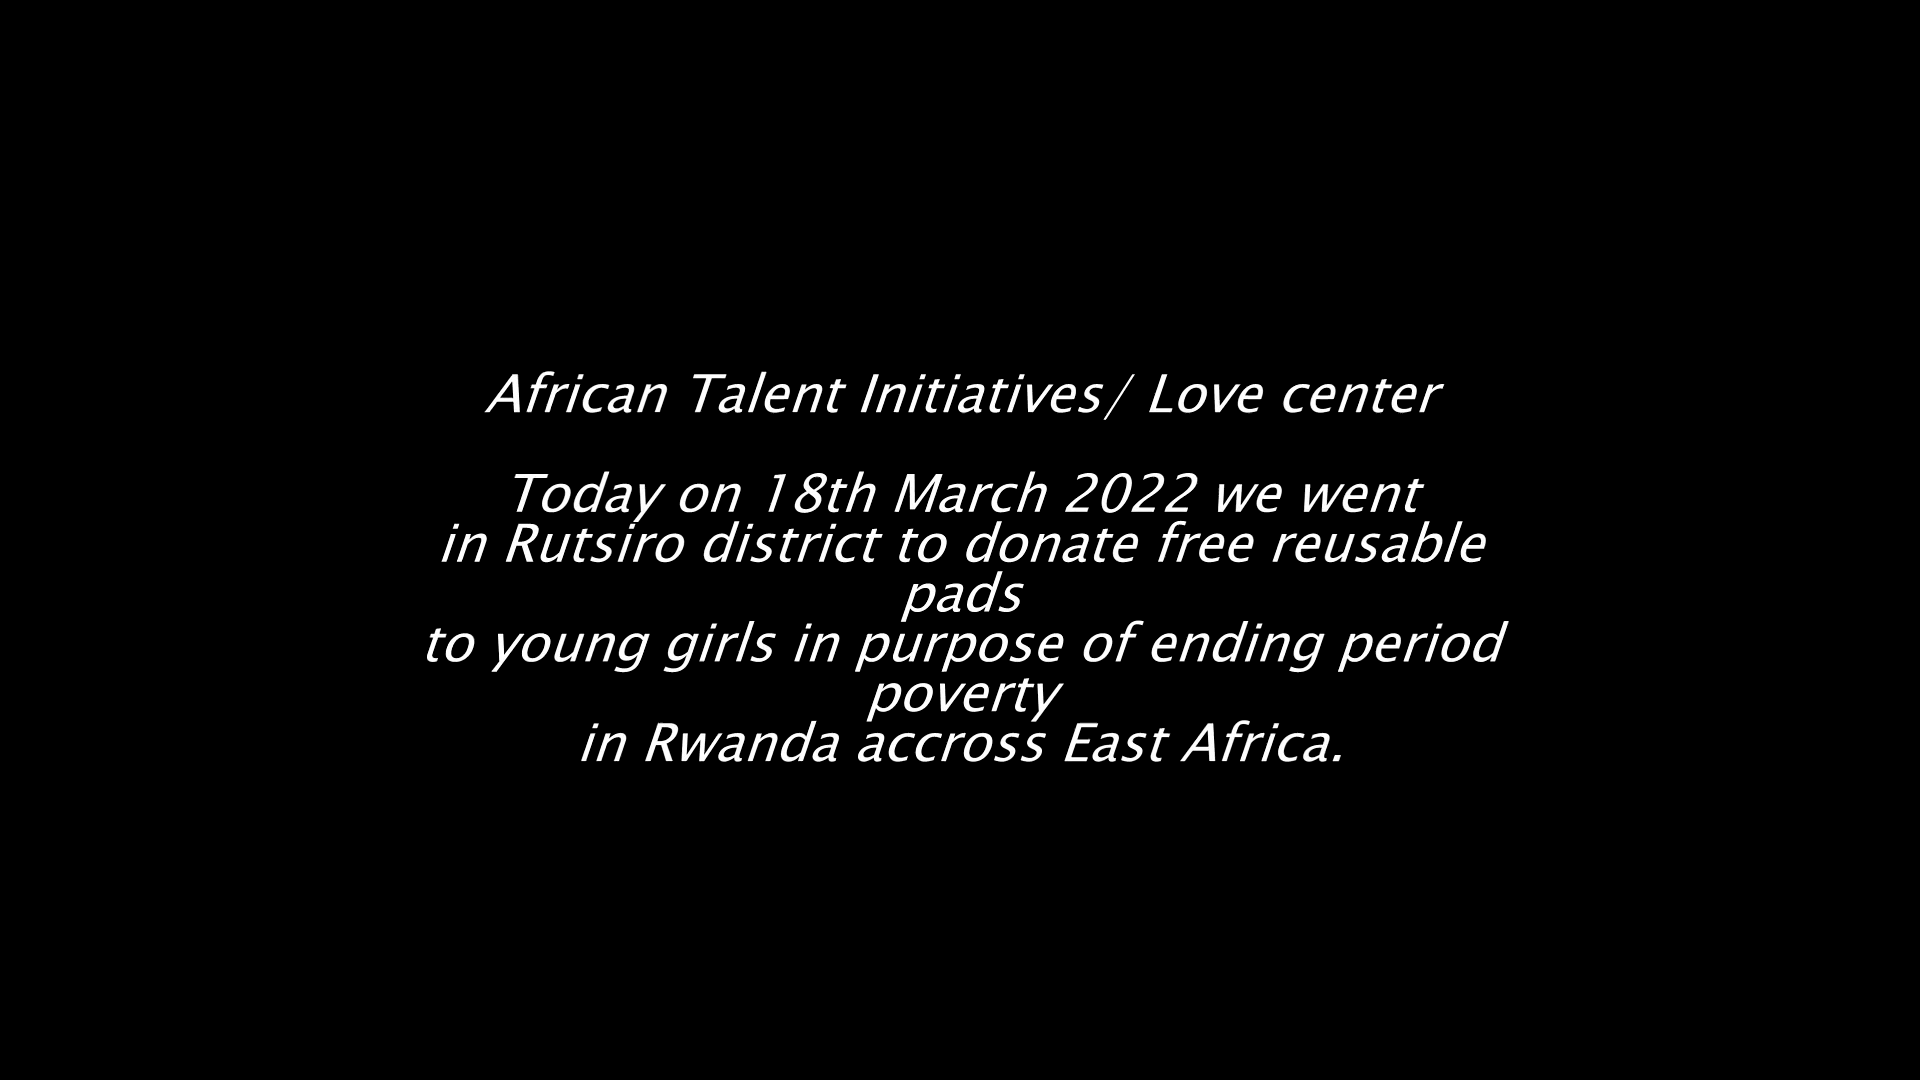 African Talent Initiatives/ Love center
Today on 18th March 2022 we went
in Rutsiro district to donate free reusable
pads
to young girls in purpose of ending period
poverty
in Rwanda accross East Africa.